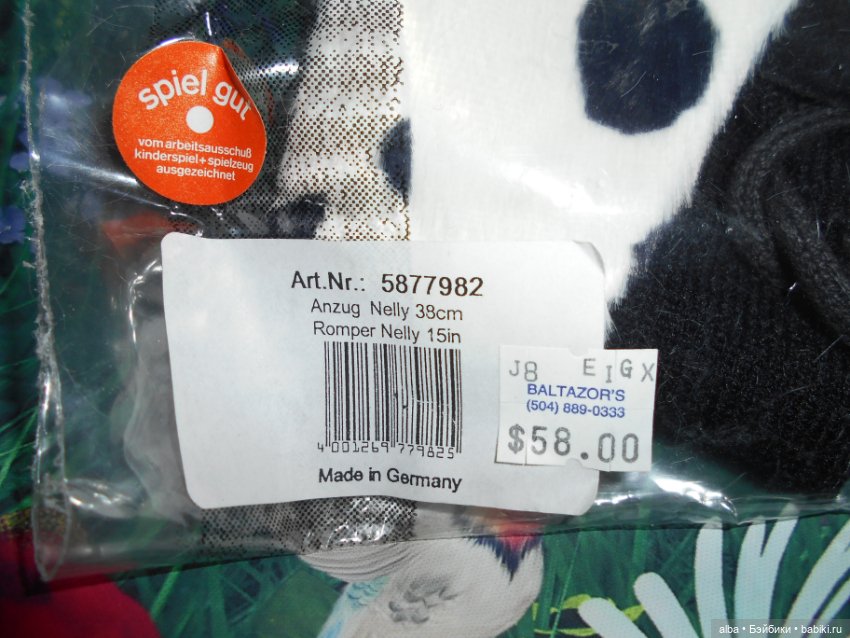 spiel gut
vom arbeitsausschuß
kinderspiel+spielzeug
ausgezeichnet
Art.Nr.: 5877982
Anzug Nelly 38cm
Romper Nelly 15in
4 001269 779825
Made in Germany
J8 EIGX
BALTAZOR'S
(504) 889-0333
$58.00
alba • Бэйбики • babiki.ru